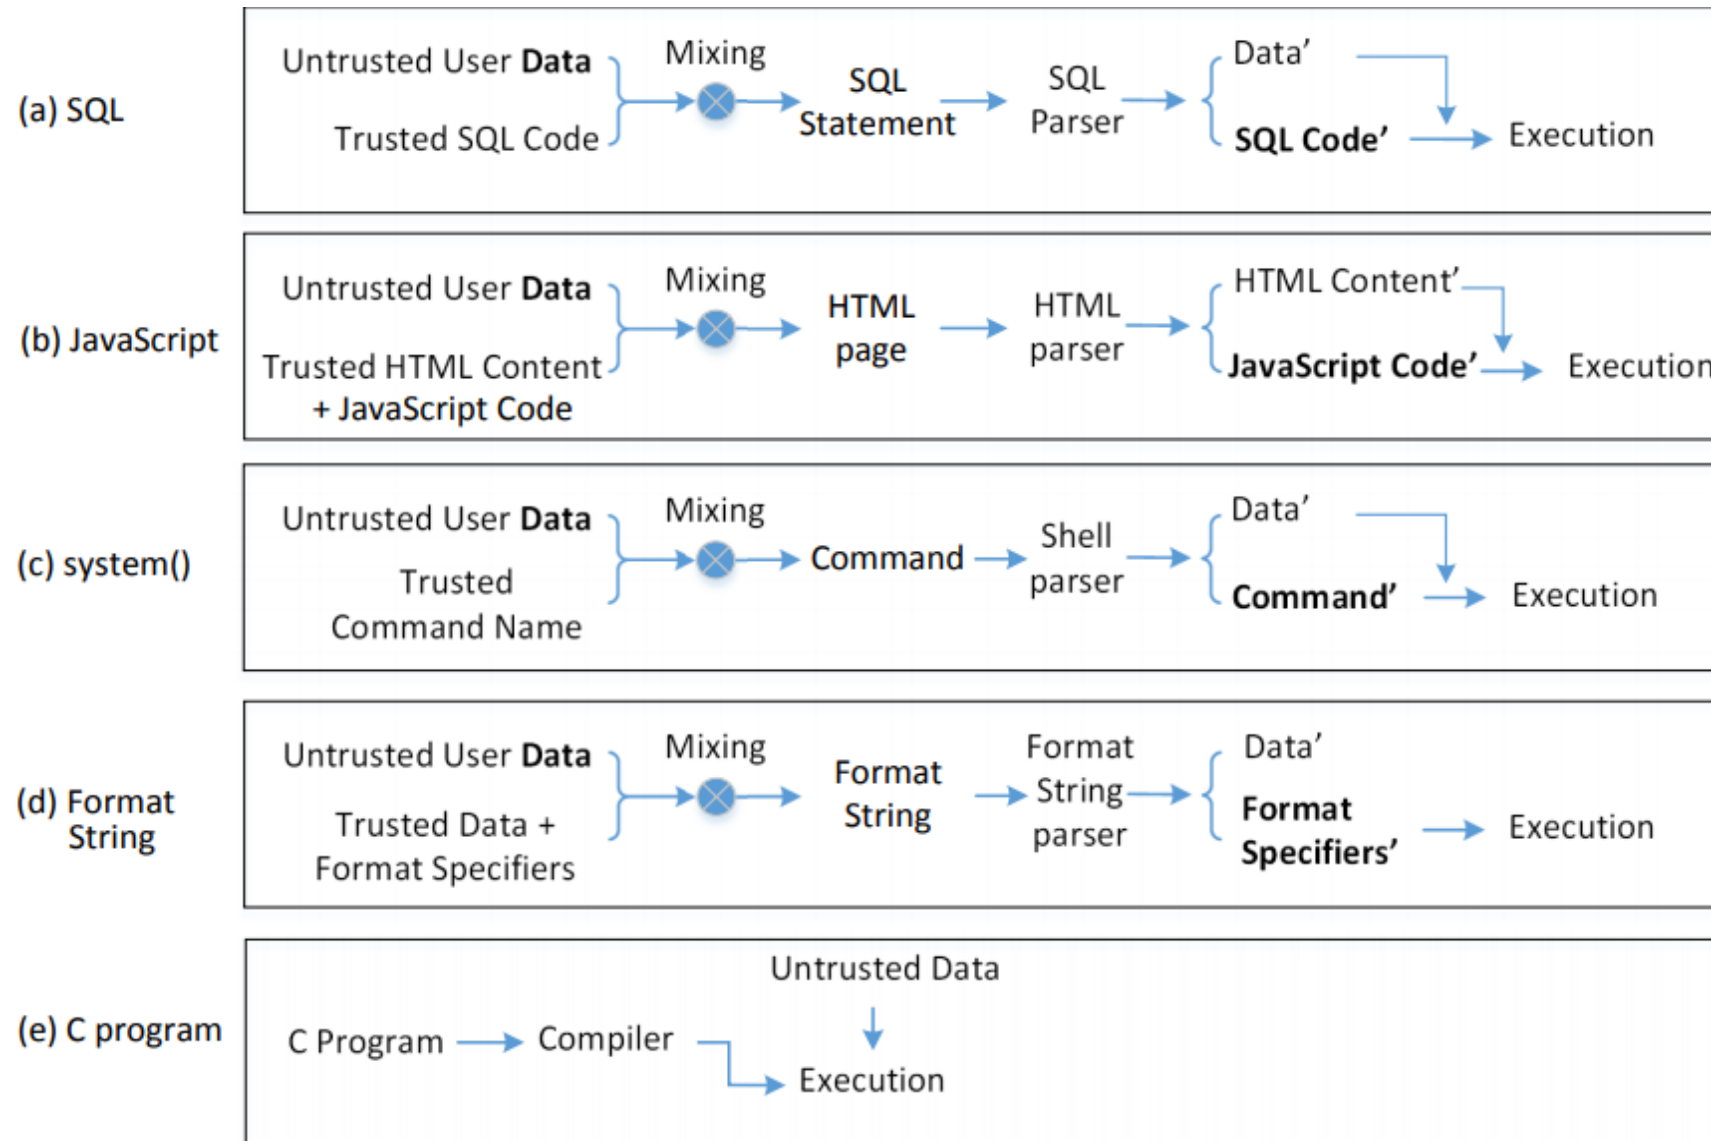 (a) SQL
Untrusted User Data
Trusted SQL Code
Mixing
SQL
Statement
SQL
Parser
Data’
SQL Code’
Execution
(b) JavaScript
Untrusted User Data
Trusted HTML Content
+ JavaScript Code
Mixing
HTML
page
HTML
parser
HTML Content’
JavaScript Code’
Execution
(c) system()
Untrusted User Data
Trusted
Command Name
Mixing
Command
Shell
parser
Data’
Command’
Execution
(d) Format
String
Untrusted User Data
Trusted Data +
Format Specifiers
Mixing
Format
String
Format
String
parser
Data’
Format
Specifiers’
Execution
(e) C program
C Program
Compiler
Untrusted Data
Execution